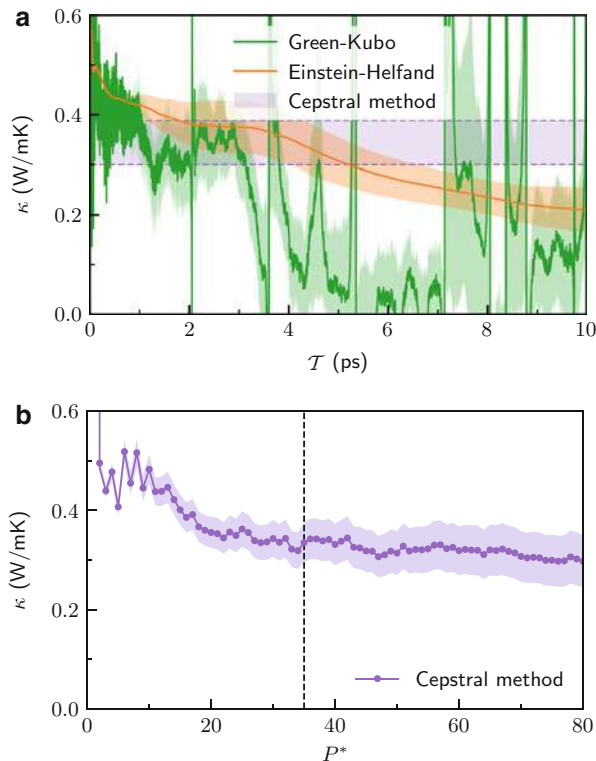 a
0.6
0.4
0.2
0.0
κ (W/mK)
Green-Kubo
Einstein-Helfand
Cepstral method
0 2 4 6 8 10
𝒯 (ps)
b
0.6
0.4
0.2
0.0
κ (W/mK)
Cepstral method
0 20 40 60 80
P*